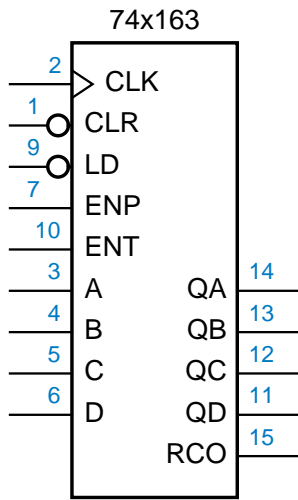 74x163
2 CLK
1 CLR
9 LD
7 ENP
10 ENT
3 A QA 14
4 B QB 13
5 C QC 12
6 D QD 11
RCO 15